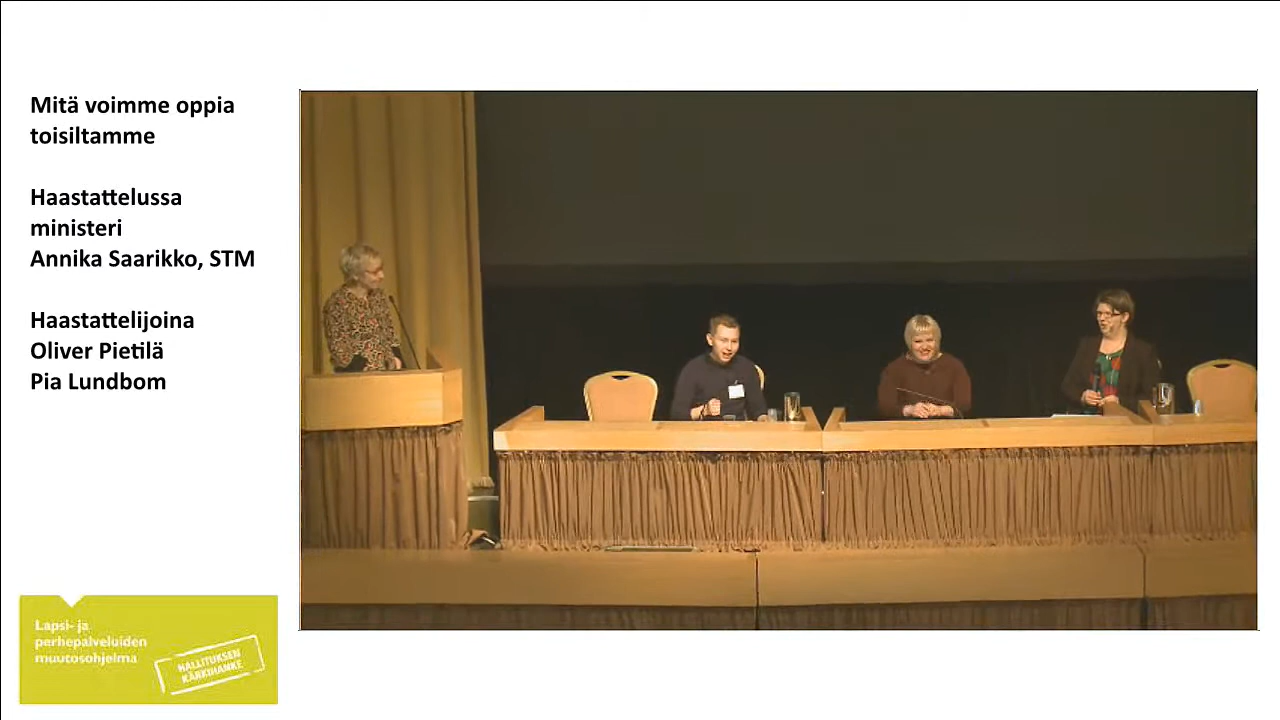 Mitä voimme oppia
toisiltamme
Haastattelussa
ministeri
Annika Saarikko, STM
Haastattelijoina
Oliver Pietilä
Pia Lundbom
Lapsi- ja
perhepalveluiden
muutosohjelma
HALLITUKSEN
KÄRKIHANKE